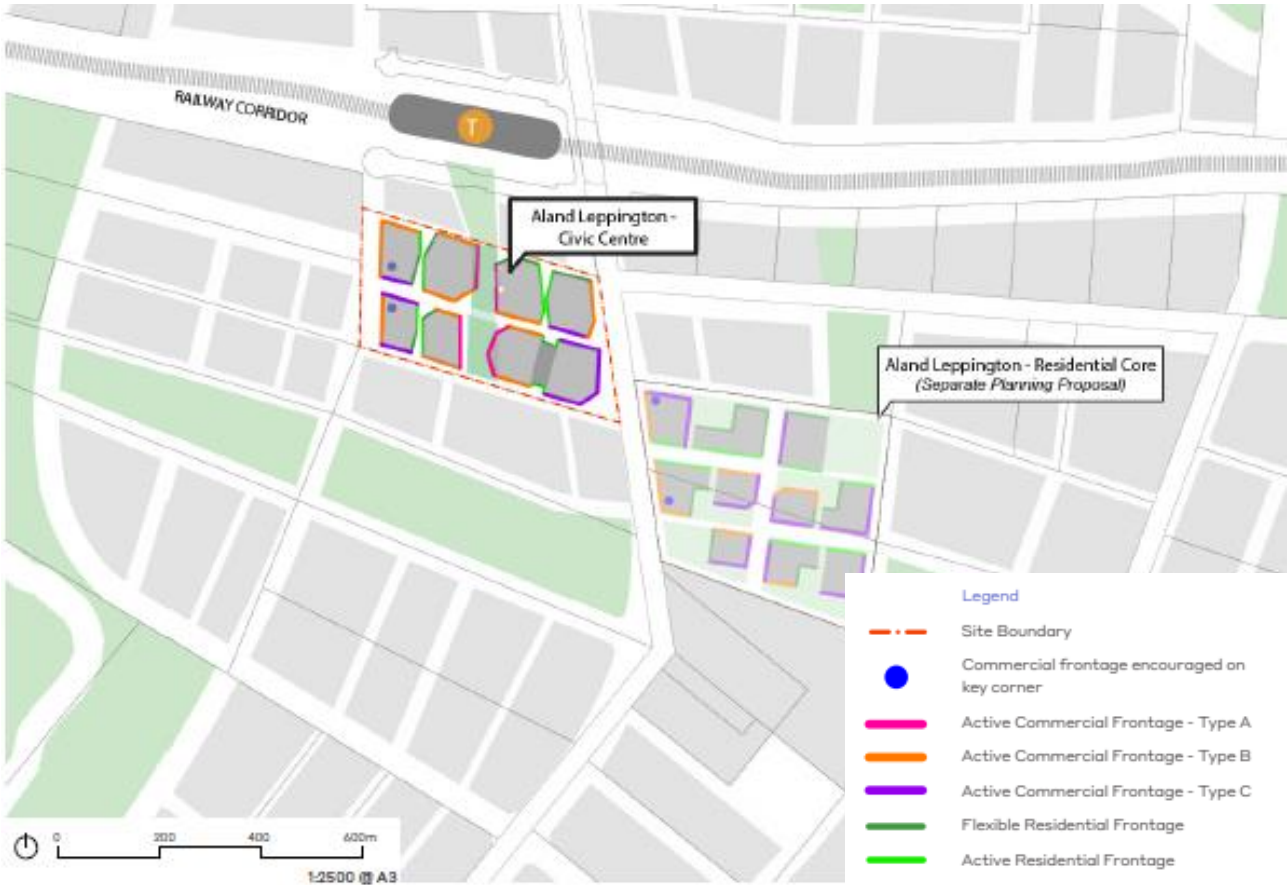 RAILWAY CORRIDOR
T
Aland Leppington -
Civic Centre
Aland Leppington - Residential Core
(Separate Planning Proposal)
Legend
Site Boundary
Commercial frontage encouraged on
key corner
Active Commercial Frontage - Type A
Active Commercial Frontage - Type B
Active Commercial Frontage - Type C
Flexible Residential Frontage
Active Residential Frontage
0 200 400 600m
1:2500 @ A3